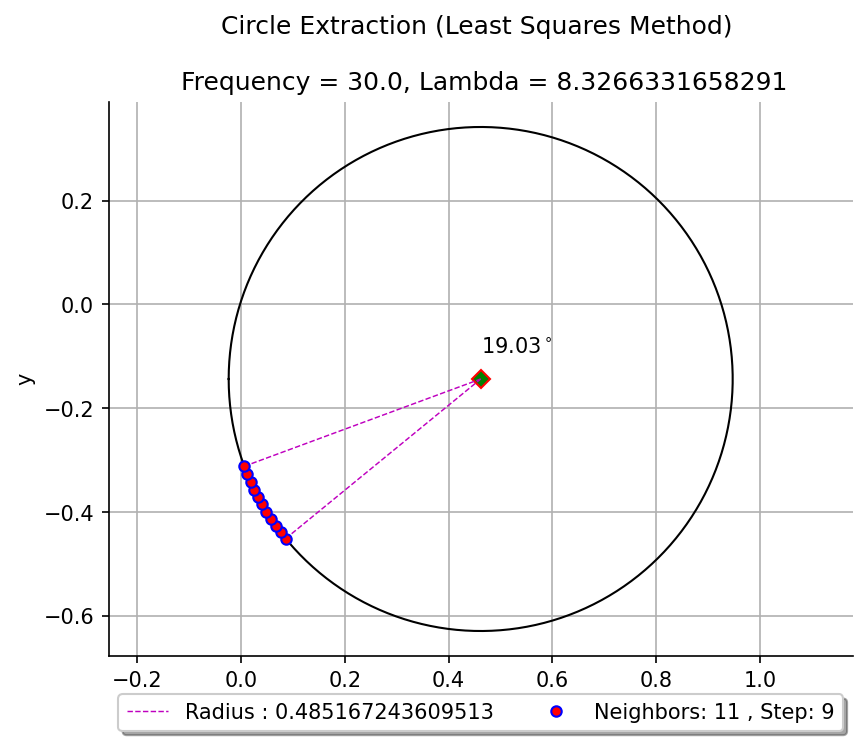 Circle Extraction (Least Squares Method)
Frequency = 30.0, Lambda = 8.3266331658291
0.2
0.0
−0.2
−0.4
−0.6
y
19.03°
−0.2 0.0 0.2 0.4 0.6 0.8 1.0
Radius : 0.485167243609513 Neighbors: 11 , Step: 9